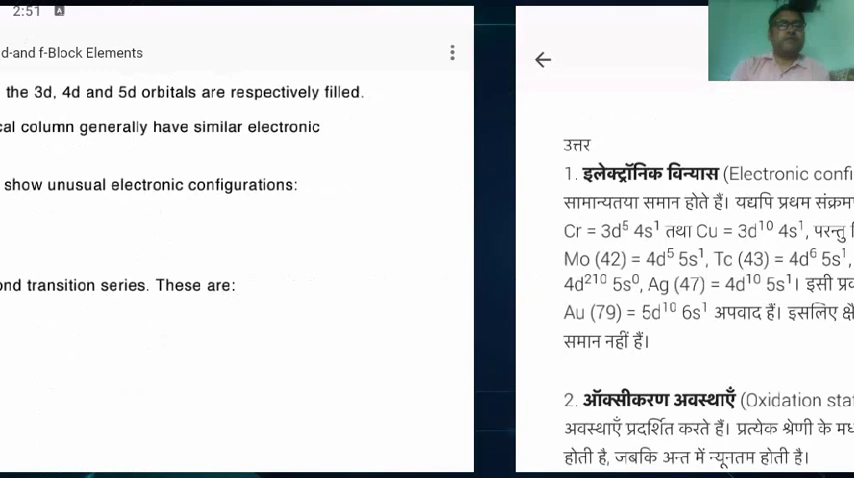 2:51 A
d-and f-Block Elements
the 3d, 4d and 5d orbitals are respectively filled.
cal column generally have similar electronic
show unusual electronic configurations:
ond transition series. These are:
उत्तर
1. इलेक्ट्रॉनिक विन्यास (Electronic confi
सामान्यतया समान होते हैं। यद्यपि प्रथम संक्रम
Cr = 3d⁵ 4s¹ तथा Cu = 3d¹⁰ 4s¹, परन्तु
Mo (42) = 4d⁵ 5s¹, Tc (43) = 4d⁶ 5s¹,
4d²¹⁰ 5s⁰, Ag (47) = 4d¹⁰ 5s¹। इसी प्रक
Au (79) = 5d¹⁰ 6s¹ अपवाद हैं। इसलिए क्षै
समान नहीं हैं।
2. ऑक्सीकरण अवस्थाएँ (Oxidation sta
अवस्थाएँ प्रदर्शित करते हैं। प्रत्येक श्रेणी के मध
होती है, जबकि अन्त में न्यूनतम होती है।